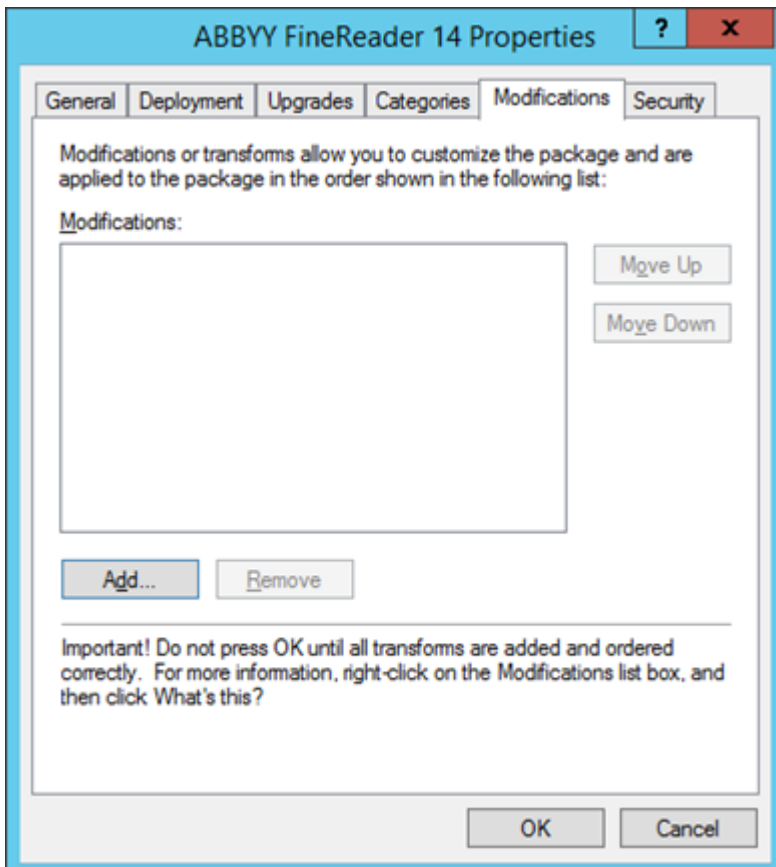 ABBYY FineReader 14 Properties
?
x
General
Deployment
Upgrades
Categories
Modifications
Security
Modifications or transforms allow you to customize the package and are
applied to the package in the order shown in the following list:
Modifications:
Move Up
Move Down
Add...
Remove
Important! Do not press OK until all transforms are added and ordered
correctly. For more information, right-click on the Modifications list box, and
then click What's this?
OK
Cancel